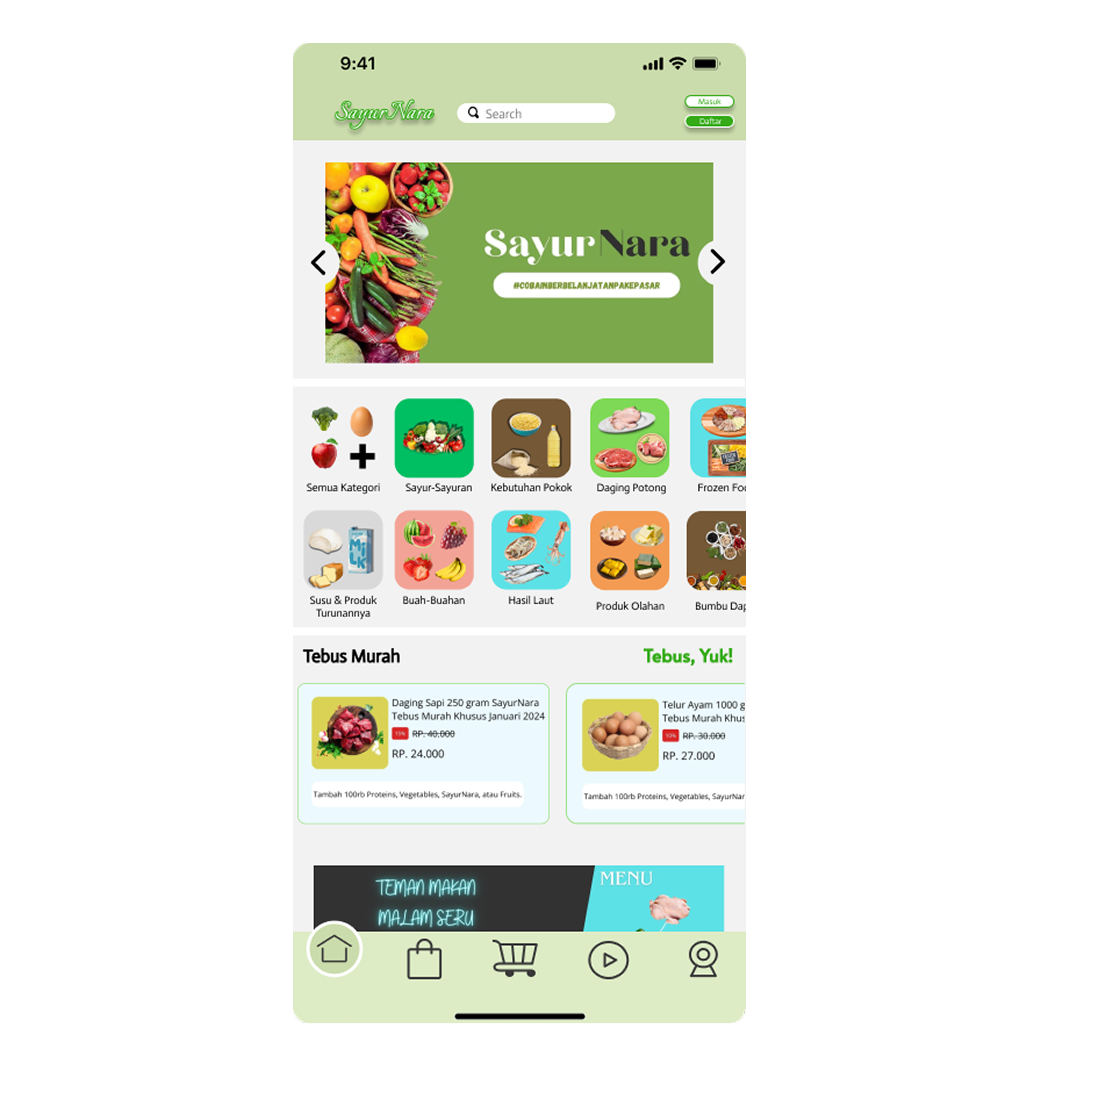 9:41
SayurNara
Search
Masuk
Daftar
SayurNara
#COBAINBERBELANJATANPAKEPASAR
Semua Kategori
Sayur-Sayuran
Kebutuhan Pokok
Daging Potong
Frozen Foo
Susu & Produk
Turunannya
Buah-Buahan
Hasil Laut
Produk Olahan
Bumbu Dap
Tebus Murah
Tebus, Yuk!
Daging Sapi 250 gram SayurNara
Tebus Murah Khusus Januari 2024
RP. 40.000
RP. 24.000
Tambah 100rb Proteins, Vegetables, SayurNara, atau Fruits.
Telur Ayam 1000 g
Tebus Murah Khus
10% RP. 30.000
RP. 27.000
Tambah 100rb Proteins, Vegetables, SayurNar
TEMAN MAKAN
MALAM SERU
MENU